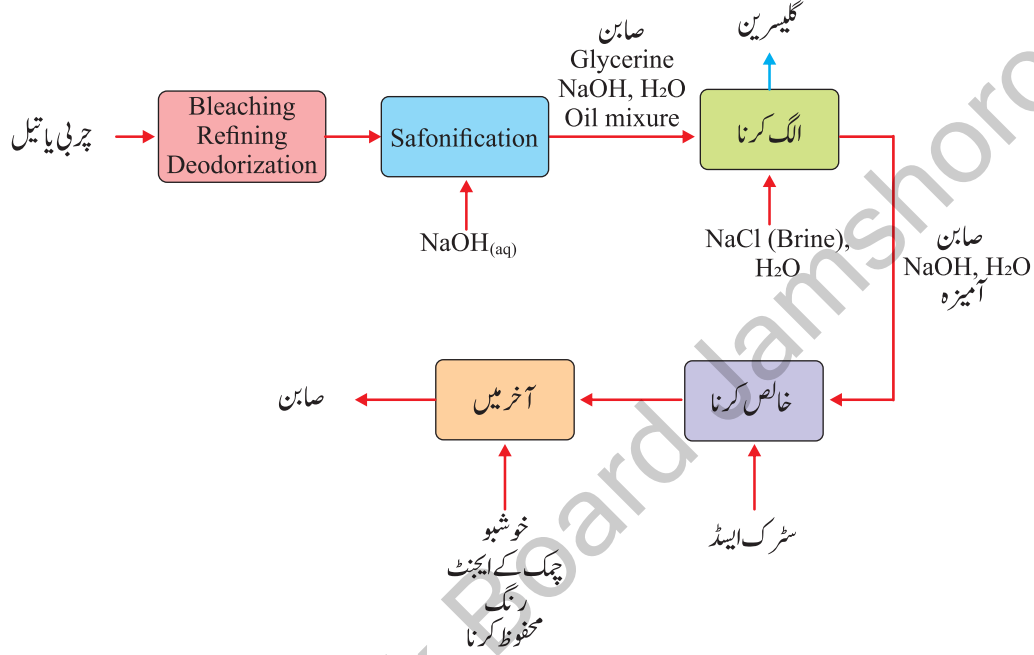 چربی یا تیل
Bleaching
Refining
Deodorization
Safonification
NaOH(aq)
صابن
Glycerine
NaOH, H₂O
Oil mixture
گلیسرین
الگ کرنا
NaCl (Brine),
H₂O
صابن
NaOH, H₂O
آمیزہ
خالص کرنا
سٹرک ایسڈ
آخر میں
خوشبو
چمک کے ایجنٹ
رنگ
محفوظ کرنا
صابن
Board Jamshoro